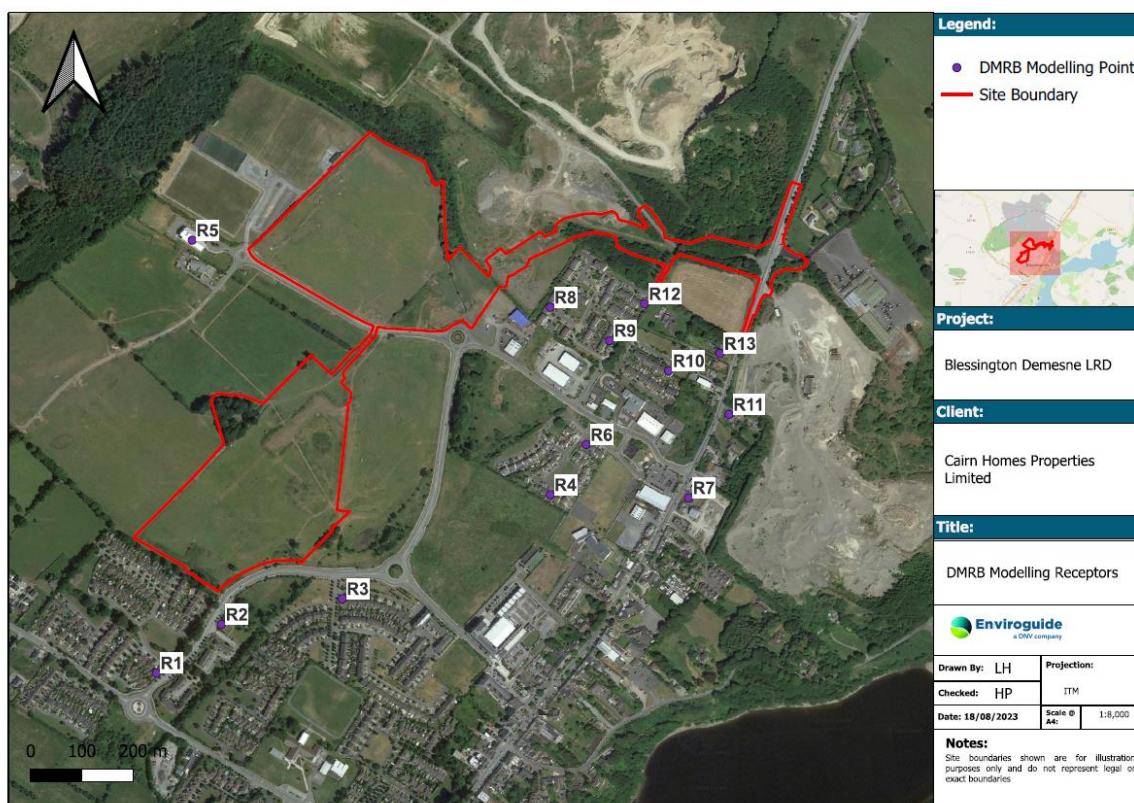 R5
R8
R12
R9
R13
R10
R11
R6
R4
R7
R3
R2
R1
0 100 200 m
Legend:
DMRB Modelling Point
Site Boundary
Project:
Blessington Demesne LRD
Client:
Cairn Homes Properties
Limited
Title:
DMRB Modelling Receptors
Enviroguide
a DNV company
Drawn By: LH
Projection:
ITM
Checked: HP
Date: 18/08/2023
Scale @
A4:
1:8,000
Notes:
Site boundaries shown are for illustration
purposes only and do not represent legal or
exact boundaries